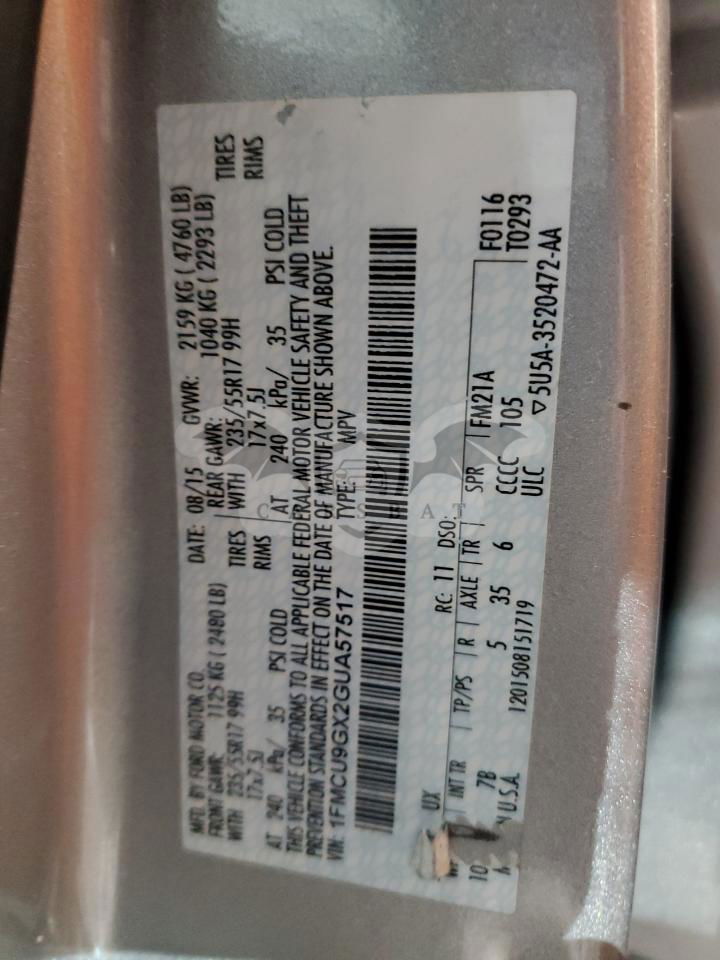 MFD. BY FORD MOTOR CO.
DATE: 08/15 GVWR: 2159 KG ( 4760 LB)
FRONT GAWR: 1125 KG ( 2480 LB)
REAR GAWR: 1040 KG ( 2293 LB)
WITH 235/55R17 99H TIRES
WITH 235/55R17 99H TIRES
17x7.5J RIMS
17x7.5J RIMS
AT 240 kPa/ 35 PSI COLD
AT 240 kPa/ 35 PSI COLD
THIS VEHICLE CONFORMS TO ALL APPLICABLE FEDERAL MOTOR VEHICLE SAFETY AND THEFT
PREVENTION STANDARDS IN EFFECT ON THE DATE OF MANUFACTURE SHOWN ABOVE.
VIN: 1FMCU9GX2GUA57517 TYPE: MPV
UX RC: 11 DSO: F0116
INT TR TP/PS R AXLE TR SPR FM21A T0293
10 7B 5 35 6 CCCC 105
U.S.A. 1201508151719 ULC ▽5U5A-3520472-AA